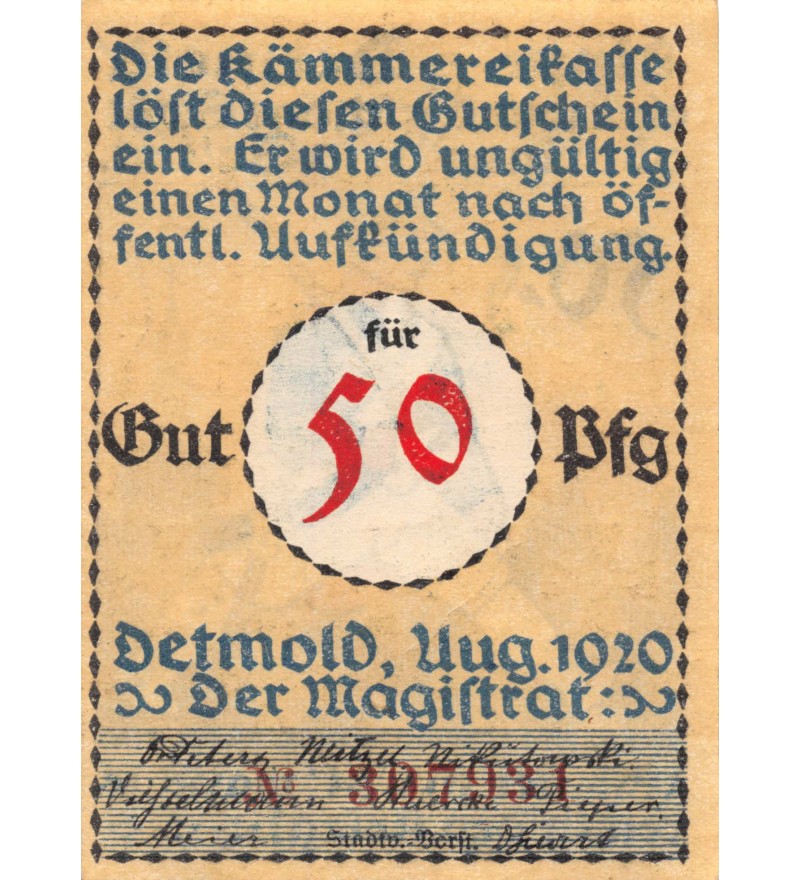 Die Kämmereikasse
löst diesen Gutschein
ein. Er wird ungültig
einen Monat nach öf-
fentl. Aufkündigung.
für
Gut 50 Pfg
Detmold, Aug. 1920
Der Magistrat:
Nº 307931
Meier Stadtv.-Vorst.